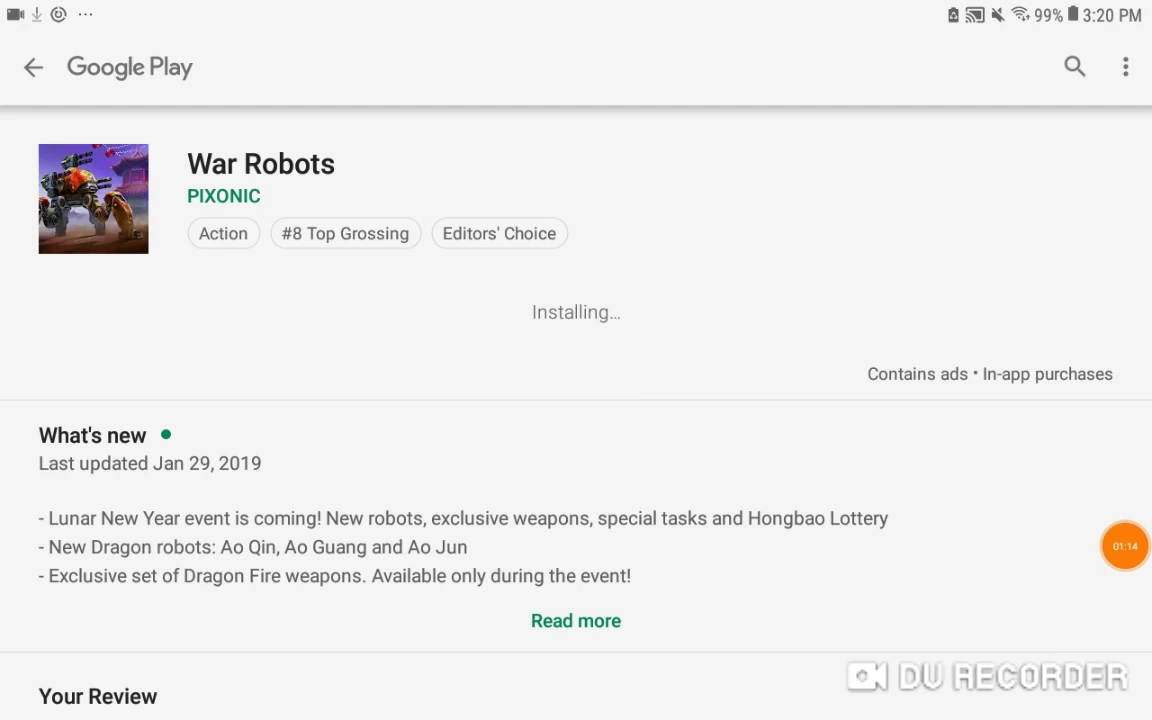 99% 3:20 PM
Google Play
War Robots
PIXONIC
Action #8 Top Grossing Editors' Choice
Installing...
Contains ads • In-app purchases
What's new
Last updated Jan 29, 2019
- Lunar New Year event is coming! New robots, exclusive weapons, special tasks and Hongbao Lottery
- New Dragon robots: Ao Qin, Ao Guang and Ao Jun
- Exclusive set of Dragon Fire weapons. Available only during the event!
01:14
Read more
DU RECORDER
Your Review